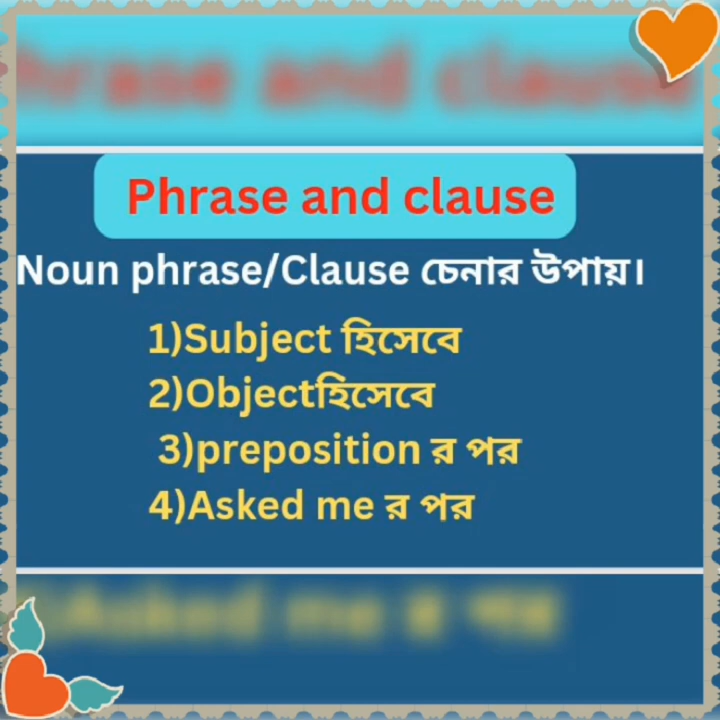 Phrase and clause
Noun phrase/Clause চেনার উপায়।
1)Subject হিসেবে
2)Objectহিসেবে
3)preposition র পর
4)Asked me র পর